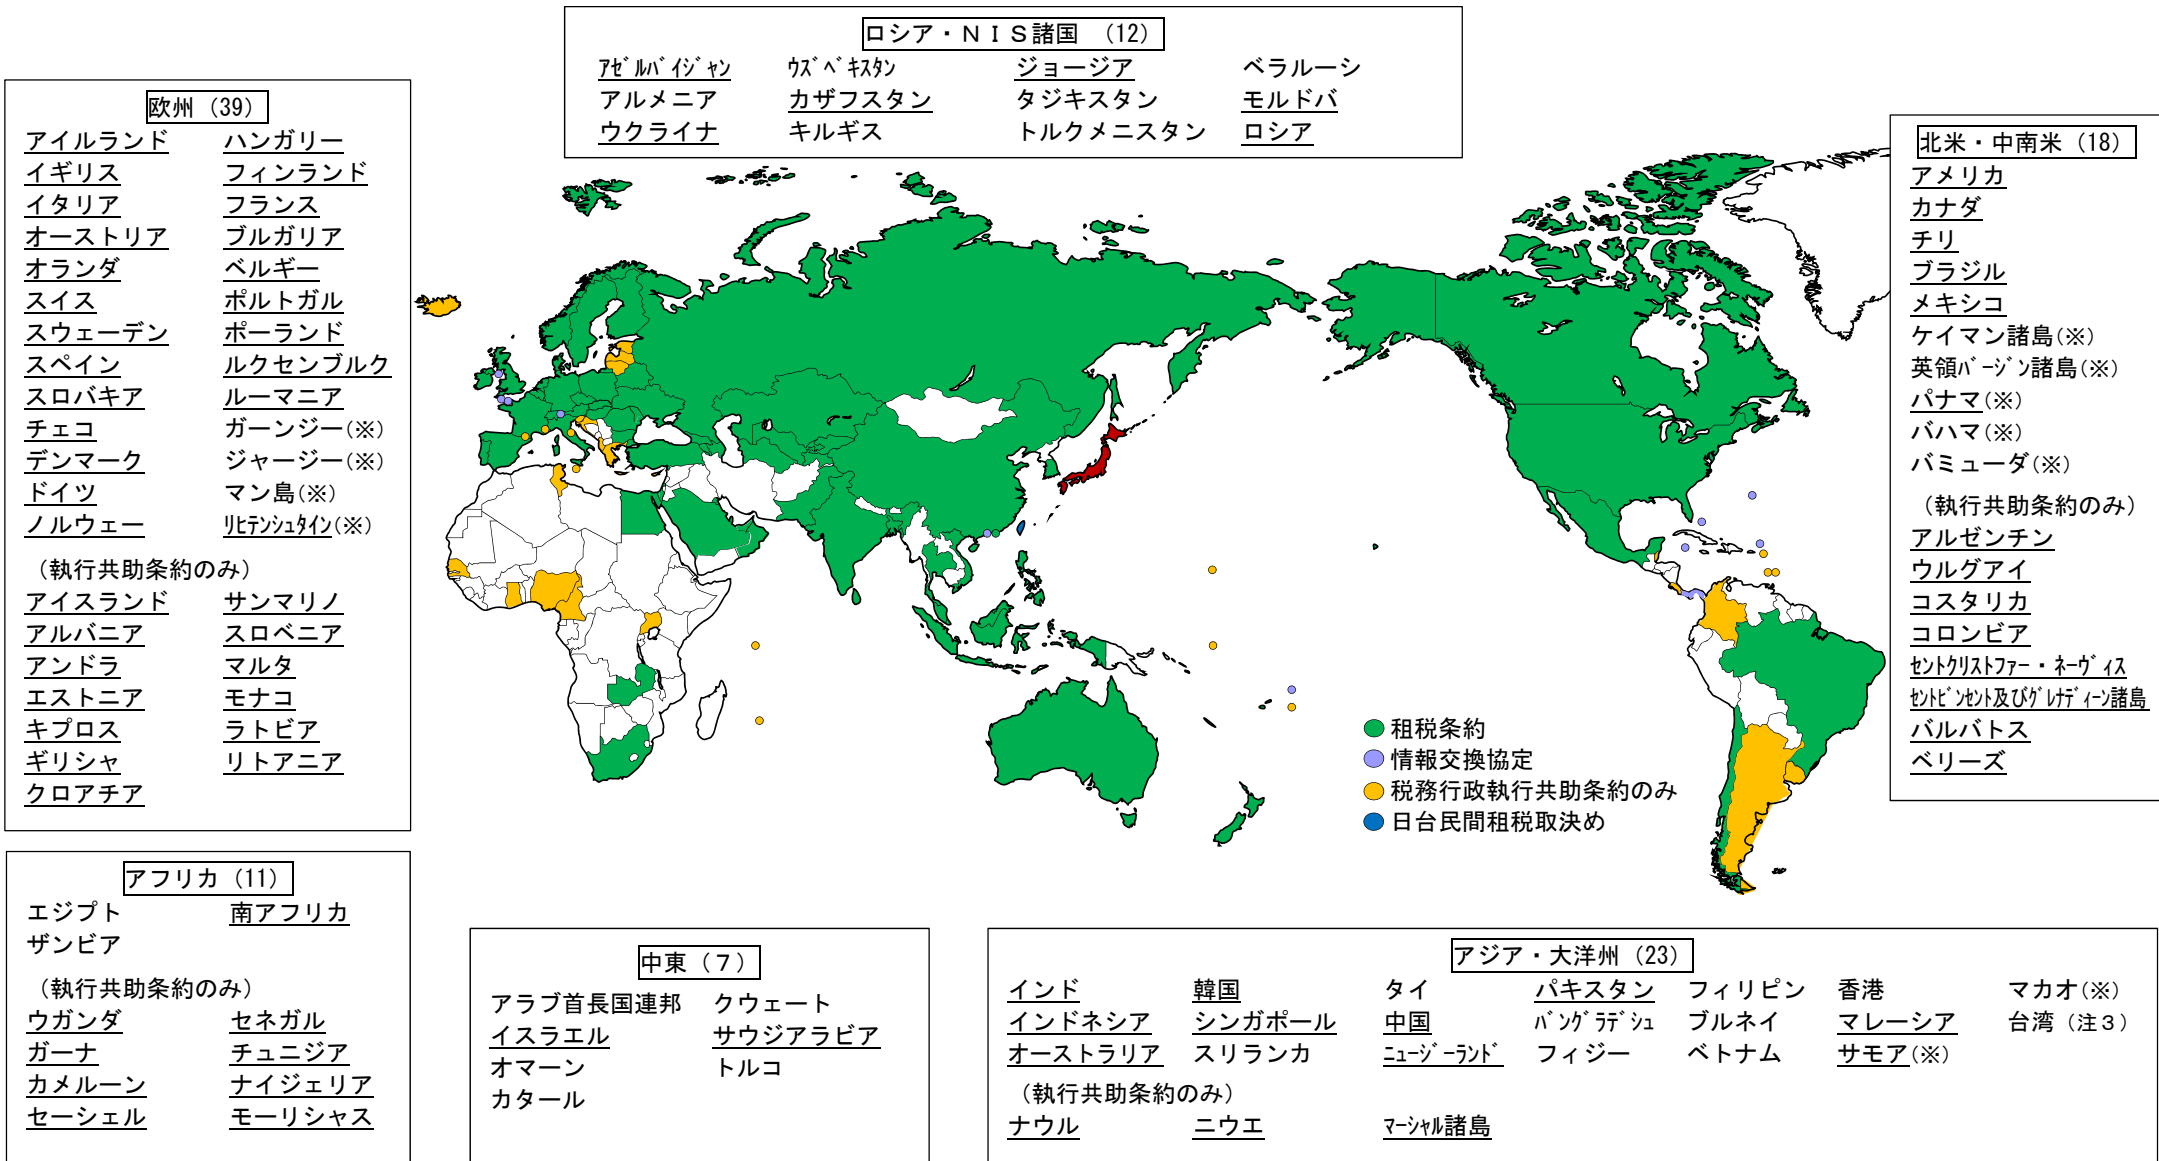 ロシア・ＮＩＳ諸国 (12)
ｱｾﾞﾙﾊﾞｲｼﾞｬﾝ ｳｽﾞﾍﾞｷｽﾀﾝ ジョージア ベラルーシ
アルメニア カザフスタン タジキスタン モルドバ
ウクライナ キルギス トルクメニスタン ロシア
欧州 (39)
アイルランド ハンガリー
イギリス フィンランド
イタリア フランス
オーストリア ブルガリア
オランダ ベルギー
スイス ポルトガル
スウェーデン ポーランド
スペイン ルクセンブルク
スロバキア ルーマニア
チェコ ガーンジー(※)
デンマーク ジャージー(※)
ドイツ マン島(※)
ノルウェー ﾘﾋﾃﾝｼｭﾀｲﾝ(※)
（執行共助条約のみ）
アイスランド サンマリノ
アルバニア スロベニア
アンドラ マルタ
エストニア モナコ
キプロス ラトビア
ギリシャ リトアニア
クロアチア
北米・中南米 (18)
アメリカ
カナダ
チリ
ブラジル
メキシコ
ケイマン諸島(※)
英領ﾊﾞｰｼﾞﾝ諸島(※)
パナマ(※)
バハマ(※)
バミューダ(※)
（執行共助条約のみ）
アルゼンチン
ウルグアイ
コスタリカ
コロンビア
ｾﾝﾄｸﾘｽﾄﾌｧｰ・ﾈｰｳﾞｨｽ
ｾﾝﾄﾋﾞﾝｾﾝﾄ及びｸﾞﾚﾅﾃﾞｨｰﾝ諸島
バルバトス
ベリーズ
租税条約
情報交換協定
税務行政執行共助条約のみ
日台民間租税取決め
アフリカ (11)
エジプト 南アフリカ
ザンビア
（執行共助条約のみ）
ウガンダ セネガル
ガーナ チュニジア
カメルーン ナイジェリア
セーシェル モーリシャス
中東（７）
アラブ首長国連邦 クウェート
イスラエル サウジアラビア
オマーン トルコ
カタール
アジア・大洋州 (23)
インド 韓国 タイ パキスタン フィリピン 香港 マカオ(※)
インドネシア シンガポール 中国 ﾊﾞﾝｸﾞﾗﾃﾞｼｭ ブルネイ マレーシア 台湾（注３）
オーストラリア スリランカ ﾆｭｰｼﾞｰﾗﾝﾄﾞ フィジー ベトナム サモア(※)
（執行共助条約のみ）
ナウル ニウエ ﾏｰｼｬﾙ諸島